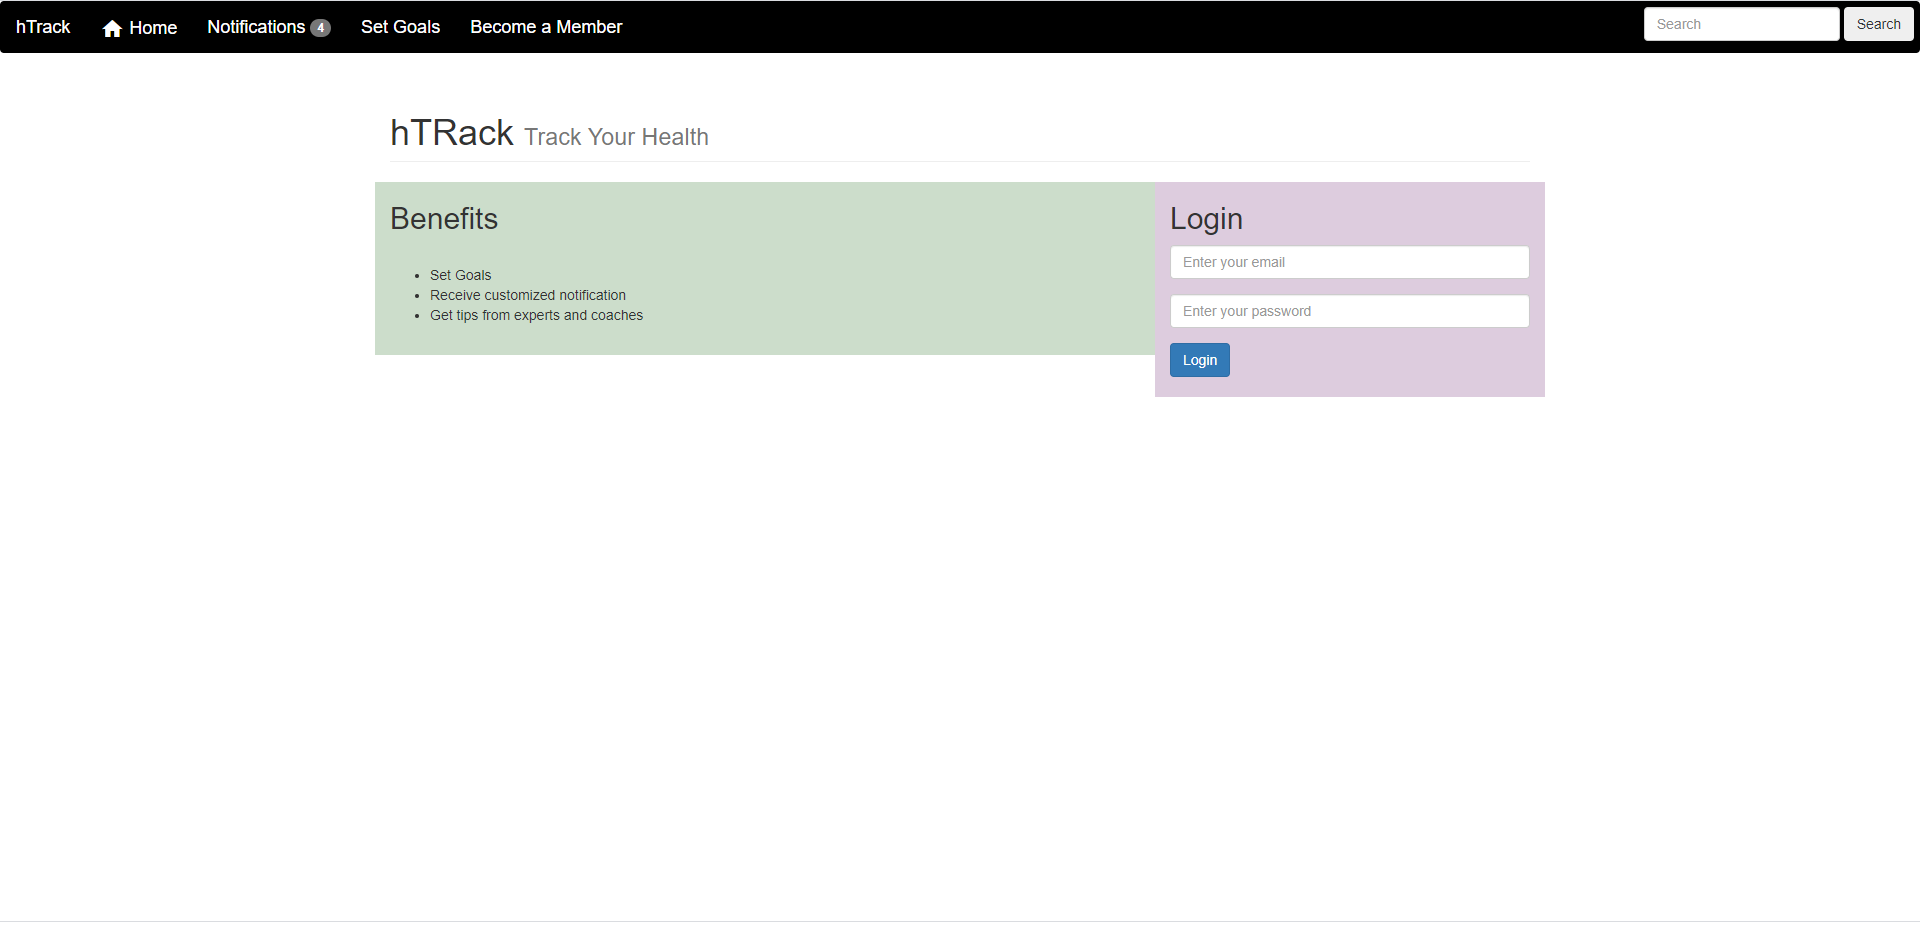 hTrack Home Notifications 4 Set Goals Become a Member Search Search
hTRack Track Your Health
Benefits
Set Goals
Receive customized notification
Get tips from experts and coaches
Login
Enter your email
Enter your password
Login